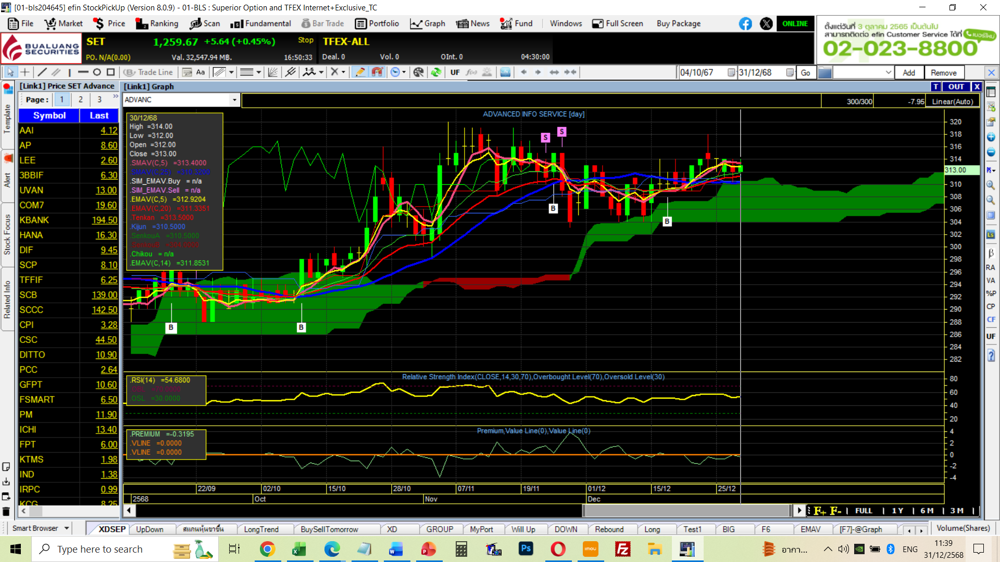 [01-bls204645] efin StockPickUp (Version 8.0.9) - 01-BLS : Superior Option and TFEX Internet+Exclusive_TC
File Market Price Ranking Scan Fundamental Bar Trade Portfolio Graph News Fund Windows Full Screen Buy Package ONLINE
ตั้งแต่วันที่ 3 ตุลาคม 2565 เป็นต้นไป
สามารถติดต่อ efin Customer Service ได้ที่ เบอร์ใหม่
02-023-8800
BUALUANG SECURITIES
SET 1,259.67 +5.64 (+0.45%) Stop
PO. N/A(0.00) Val. 32,547.94 MB. 16:50:33
TFEX-ALL
Deal. 0 Vol. 0 OInt. 0 04:30:00
Trade Line Aa 1-5 UF f(x) 04/10/67 31/12/68 Go Add Remove
[Link1] Price SET Advance
Page : 1 2 3 »
Symbol Last
AAI 4.12
AP 8.60
LEE 2.60
3BBIF 6.30
UVAN 13.00
COM7 19.60
KBANK 194.50
HANA 16.30
DIF 9.45
SCP 8.10
TFFIF 6.25
SCB 139.00
SCCC 142.50
CPI 3.28
CSC 44.50
DITTO 10.90
PCC 2.64
GFPT 10.60
FSMART 6.50
PM 11.90
ICHI 13.40
FPT 6.00
KTMS 1.98
IND 1.38
IRPC 0.99
KCG 8.25
Template
Alert
Stock Focus
Related Info
[Link1] Graph T OUT X
ADVANC 300/300 -7.95 Linear(Auto)
ADVANCED INFO SERVICE [day]
30/12/68
High =314.00
Low =312.00
Open =312.00
Close =313.00
.SMAV(C,5) =313.4000
.SMAV(C,25) =310.3200
.SIM_EMAV.Buy = n/a
.SIM_EMAV.Sell = n/a
.EMAV(C,5) =312.9204
.EMAV(C,20) =311.3351
.Tenkan =313.5000
.Kijun =310.5000
.SenkouA =310.5000
.SenkouB =304.0000
.Chikou = n/a
.EMAV(C,14) =311.8531
S
S
B
B
B
B
320
318
316
314
313.00
310
308
306
304
302
300
298
296
294
292
290
288
286
284
282
Relative Strength Index(CLOSE,14,30,70),Overbought Level(70),Oversold Level(30)
.RSI(14) =54.6800
.OBL =70.0000
.OSL =30.0000
80
60
40
20
Premium,Value Line(0),Value Line(0)
.PREMIUM =-0.3195
.VLINE =0.0000
.VLINE =0.0000
4
2
0
-2
-4
22/09 02/10 15/10 28/10 07/11 19/11 01/12 15/12 25/12
2568 Oct Nov Dec
F+ F- | FULL | 1 Y | 6 M | 3 M |
Ls
β
RA
VA
%P
CP
CF
UF
Smart Browser XDSEP UpDown สแกนหุ้นขาขึ้น LongTrend BuySellTomorrow XD GROUP MyPort Will Up DOWN Rebound Long Test1 BIG F6 EMAV [F7]-@Graph Volume(Shares)
Type here to search
อากา... ENG 11:39
31/12/2568